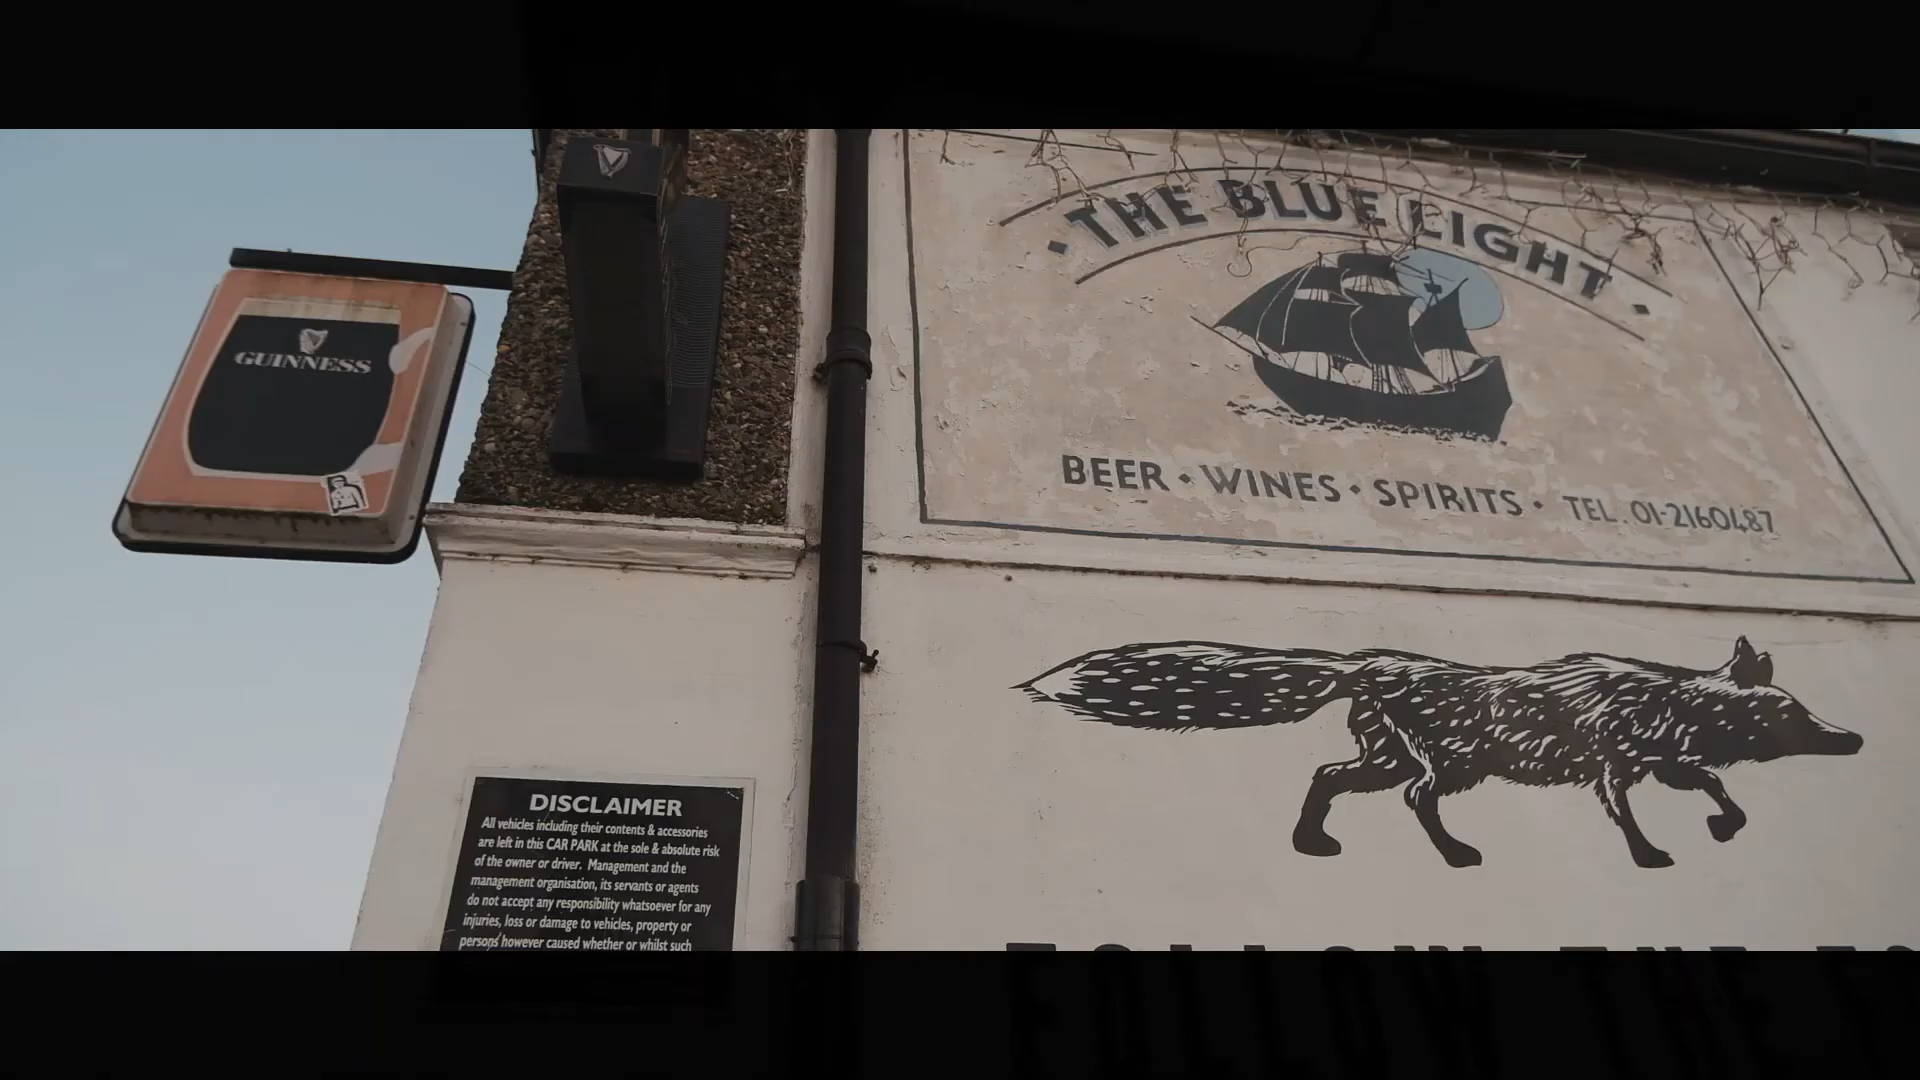 GUINNESS
THE BLUE LIGHT
BEER • WINES • SPIRITS • TEL. 01-2160487
DISCLAIMER
All vehicles including their contents & accessories
are left in this CAR PARK at the sole & absolute risk
of the owner or driver. Management and the
management organisation, its servants or agents
do not accept any responsibility whatsoever for any
injuries, loss or damage to vehicles, property or
persons however caused whether or whilst such
FOLLOW THE